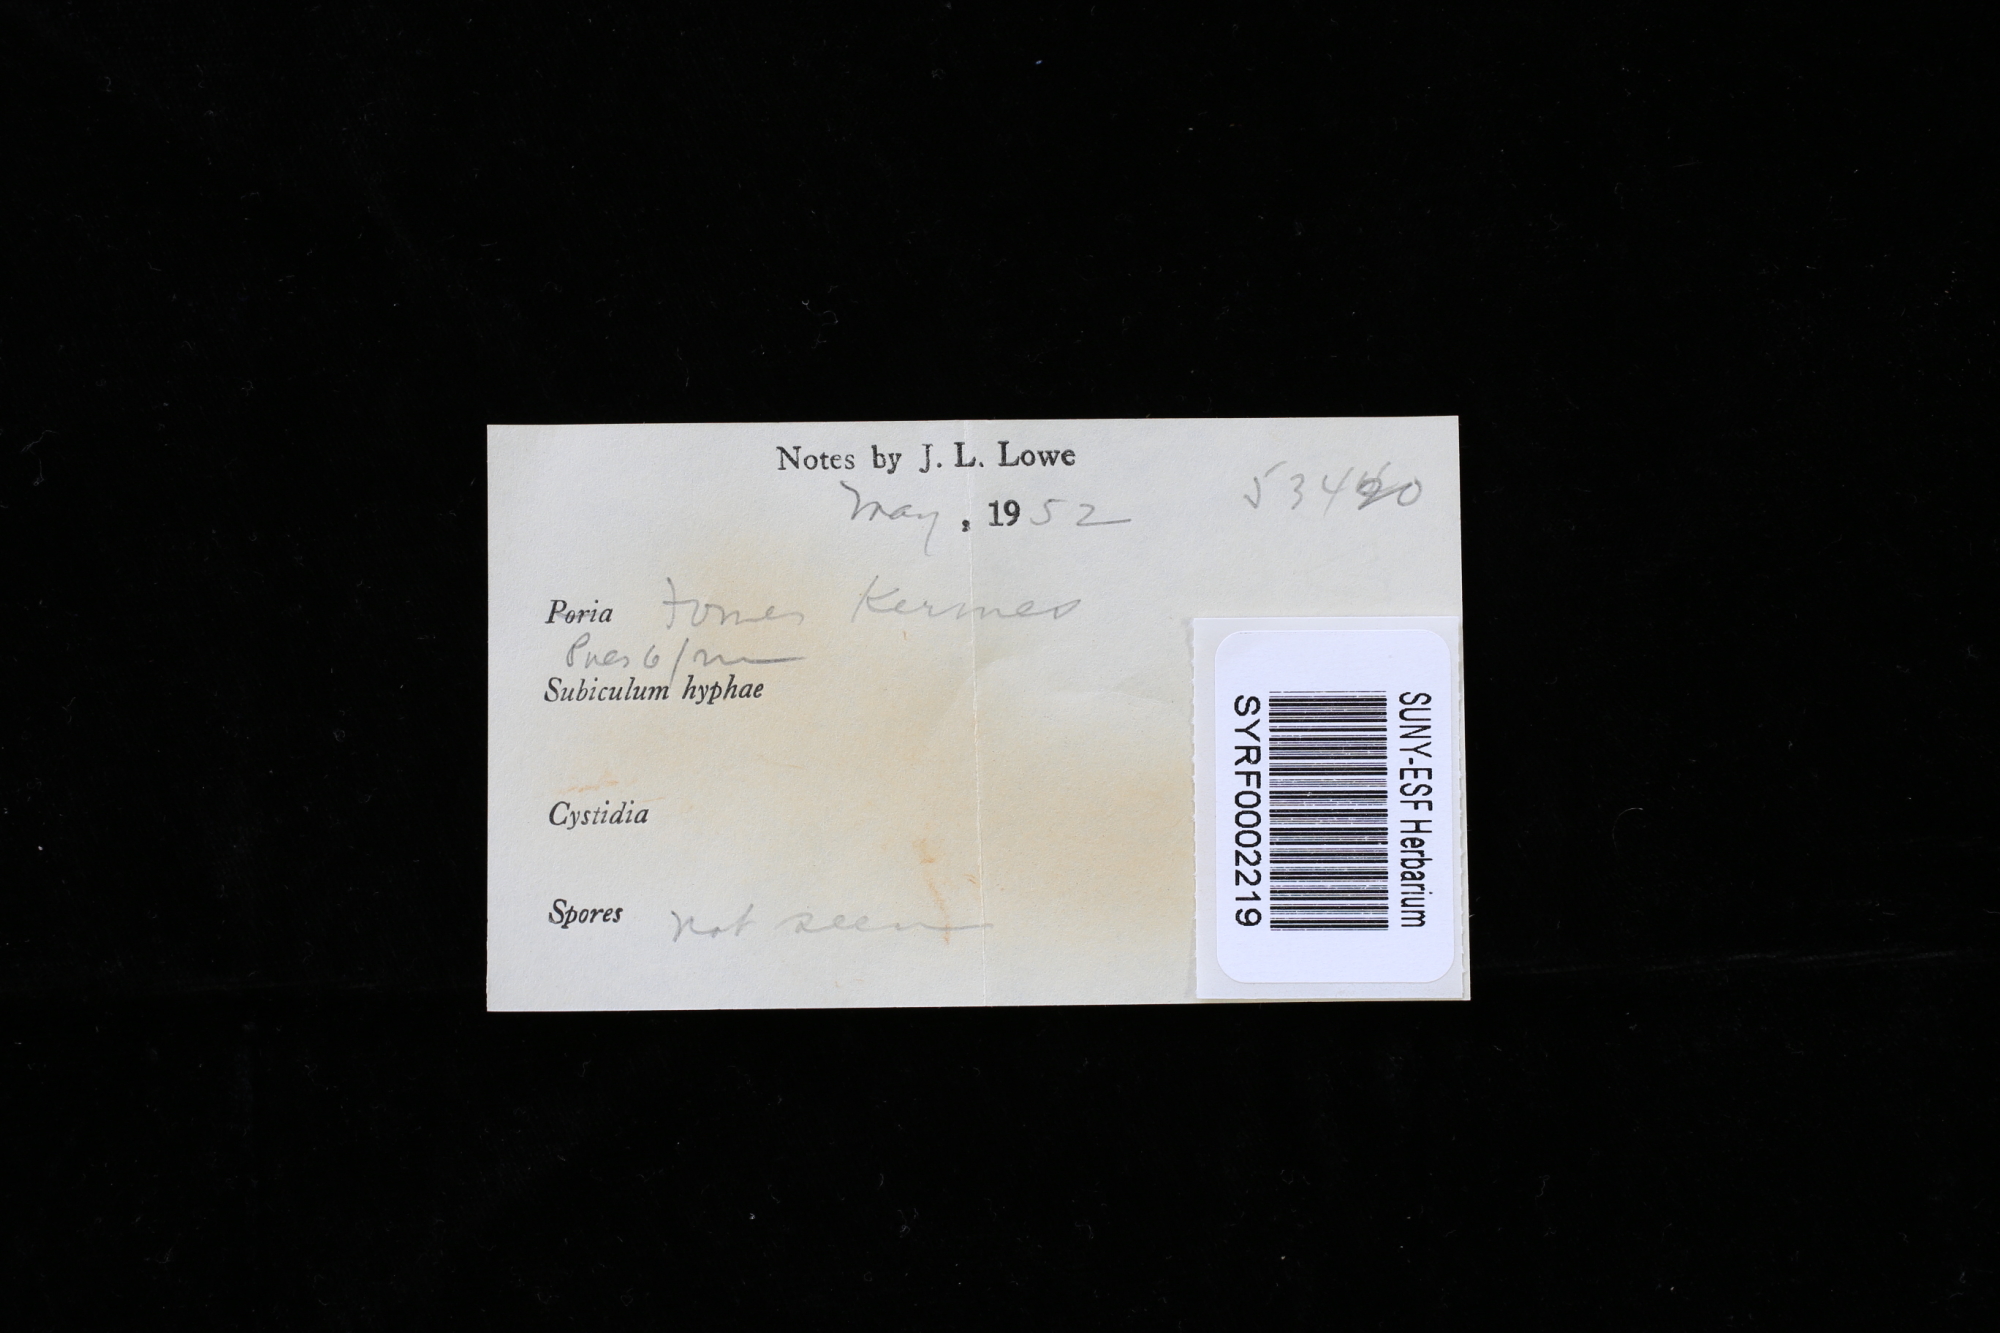 Notes by J. L. Lowe
May, 1952
Poria Fomes Kermes
Pores 6/mm
Subiculum hyphae
Cystidia
Spores not seen
SUNY-ESF Herbarium
SYRF0002219